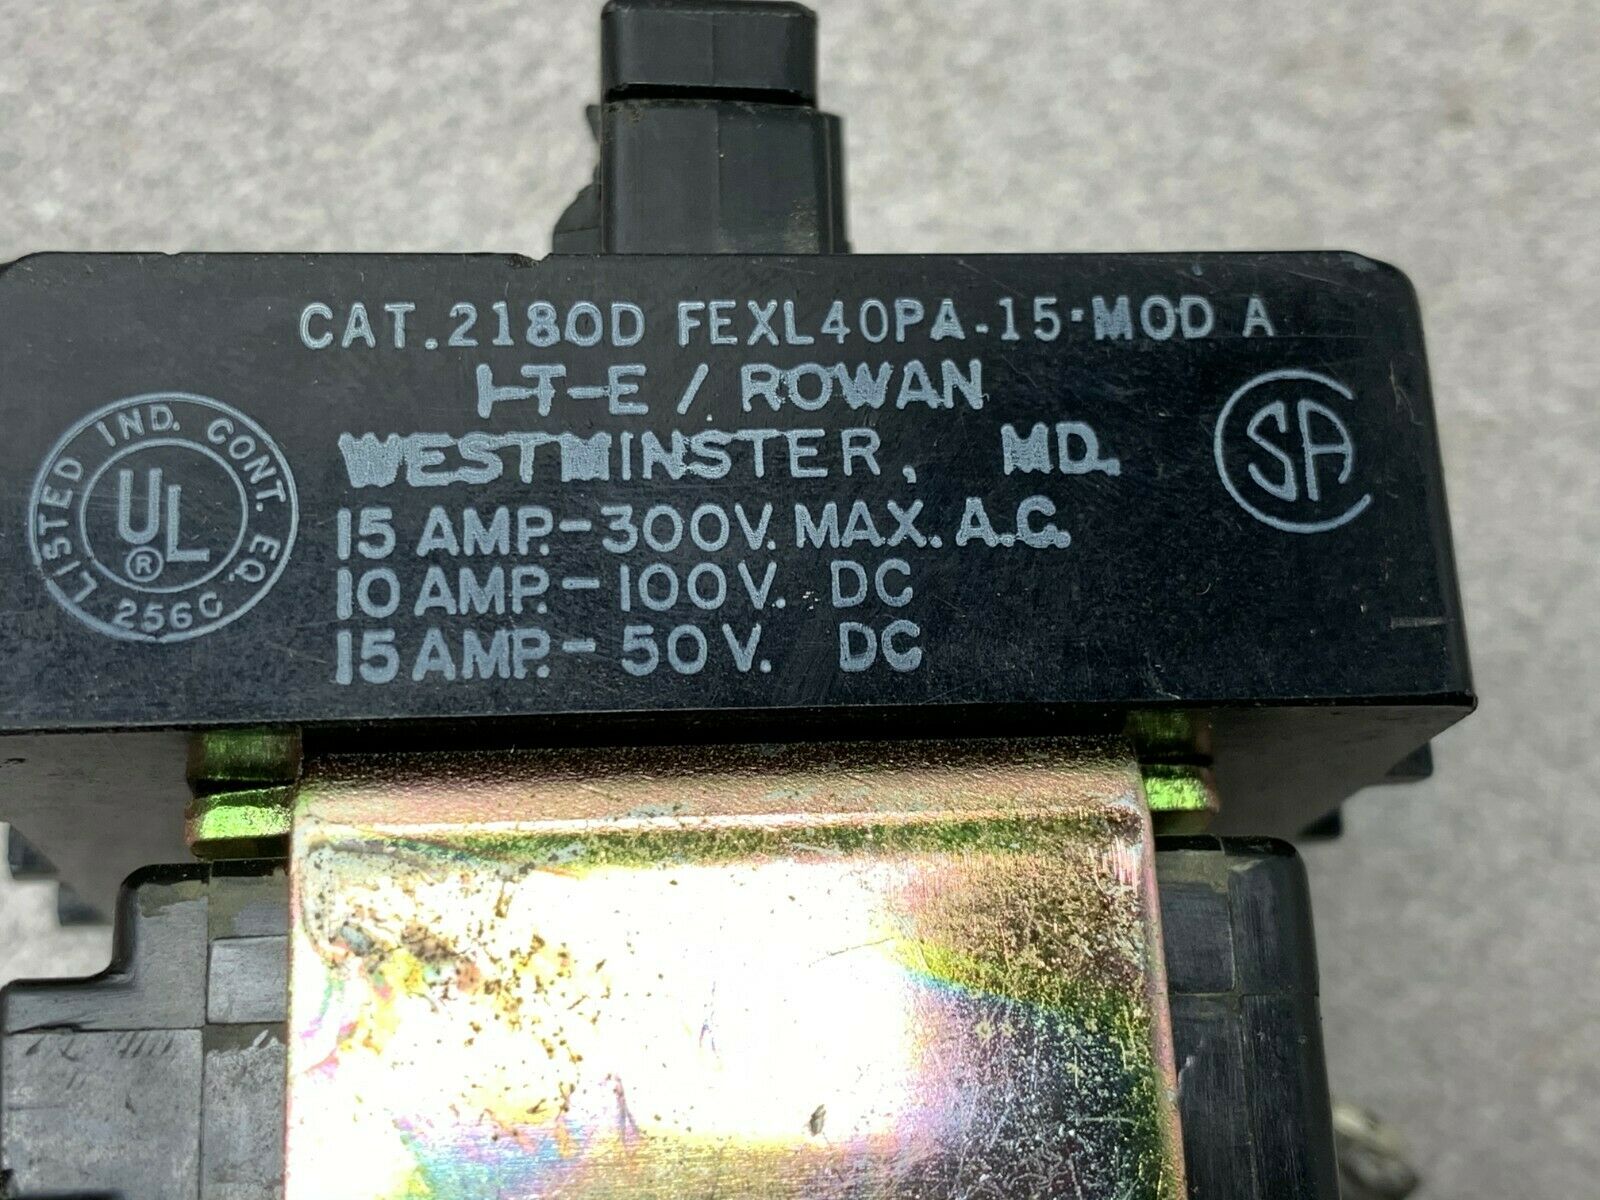 CAT. 2180D FEXL40PA-15-MOD A
I-T-E / ROWAN
WESTMINSTER, MD.
15 AMP.-300V. MAX. A.C.
10 AMP.-100V. DC
15 AMP.-50V. DC
LISTED IND. CONT. EQ.
UL
®
256C
SA